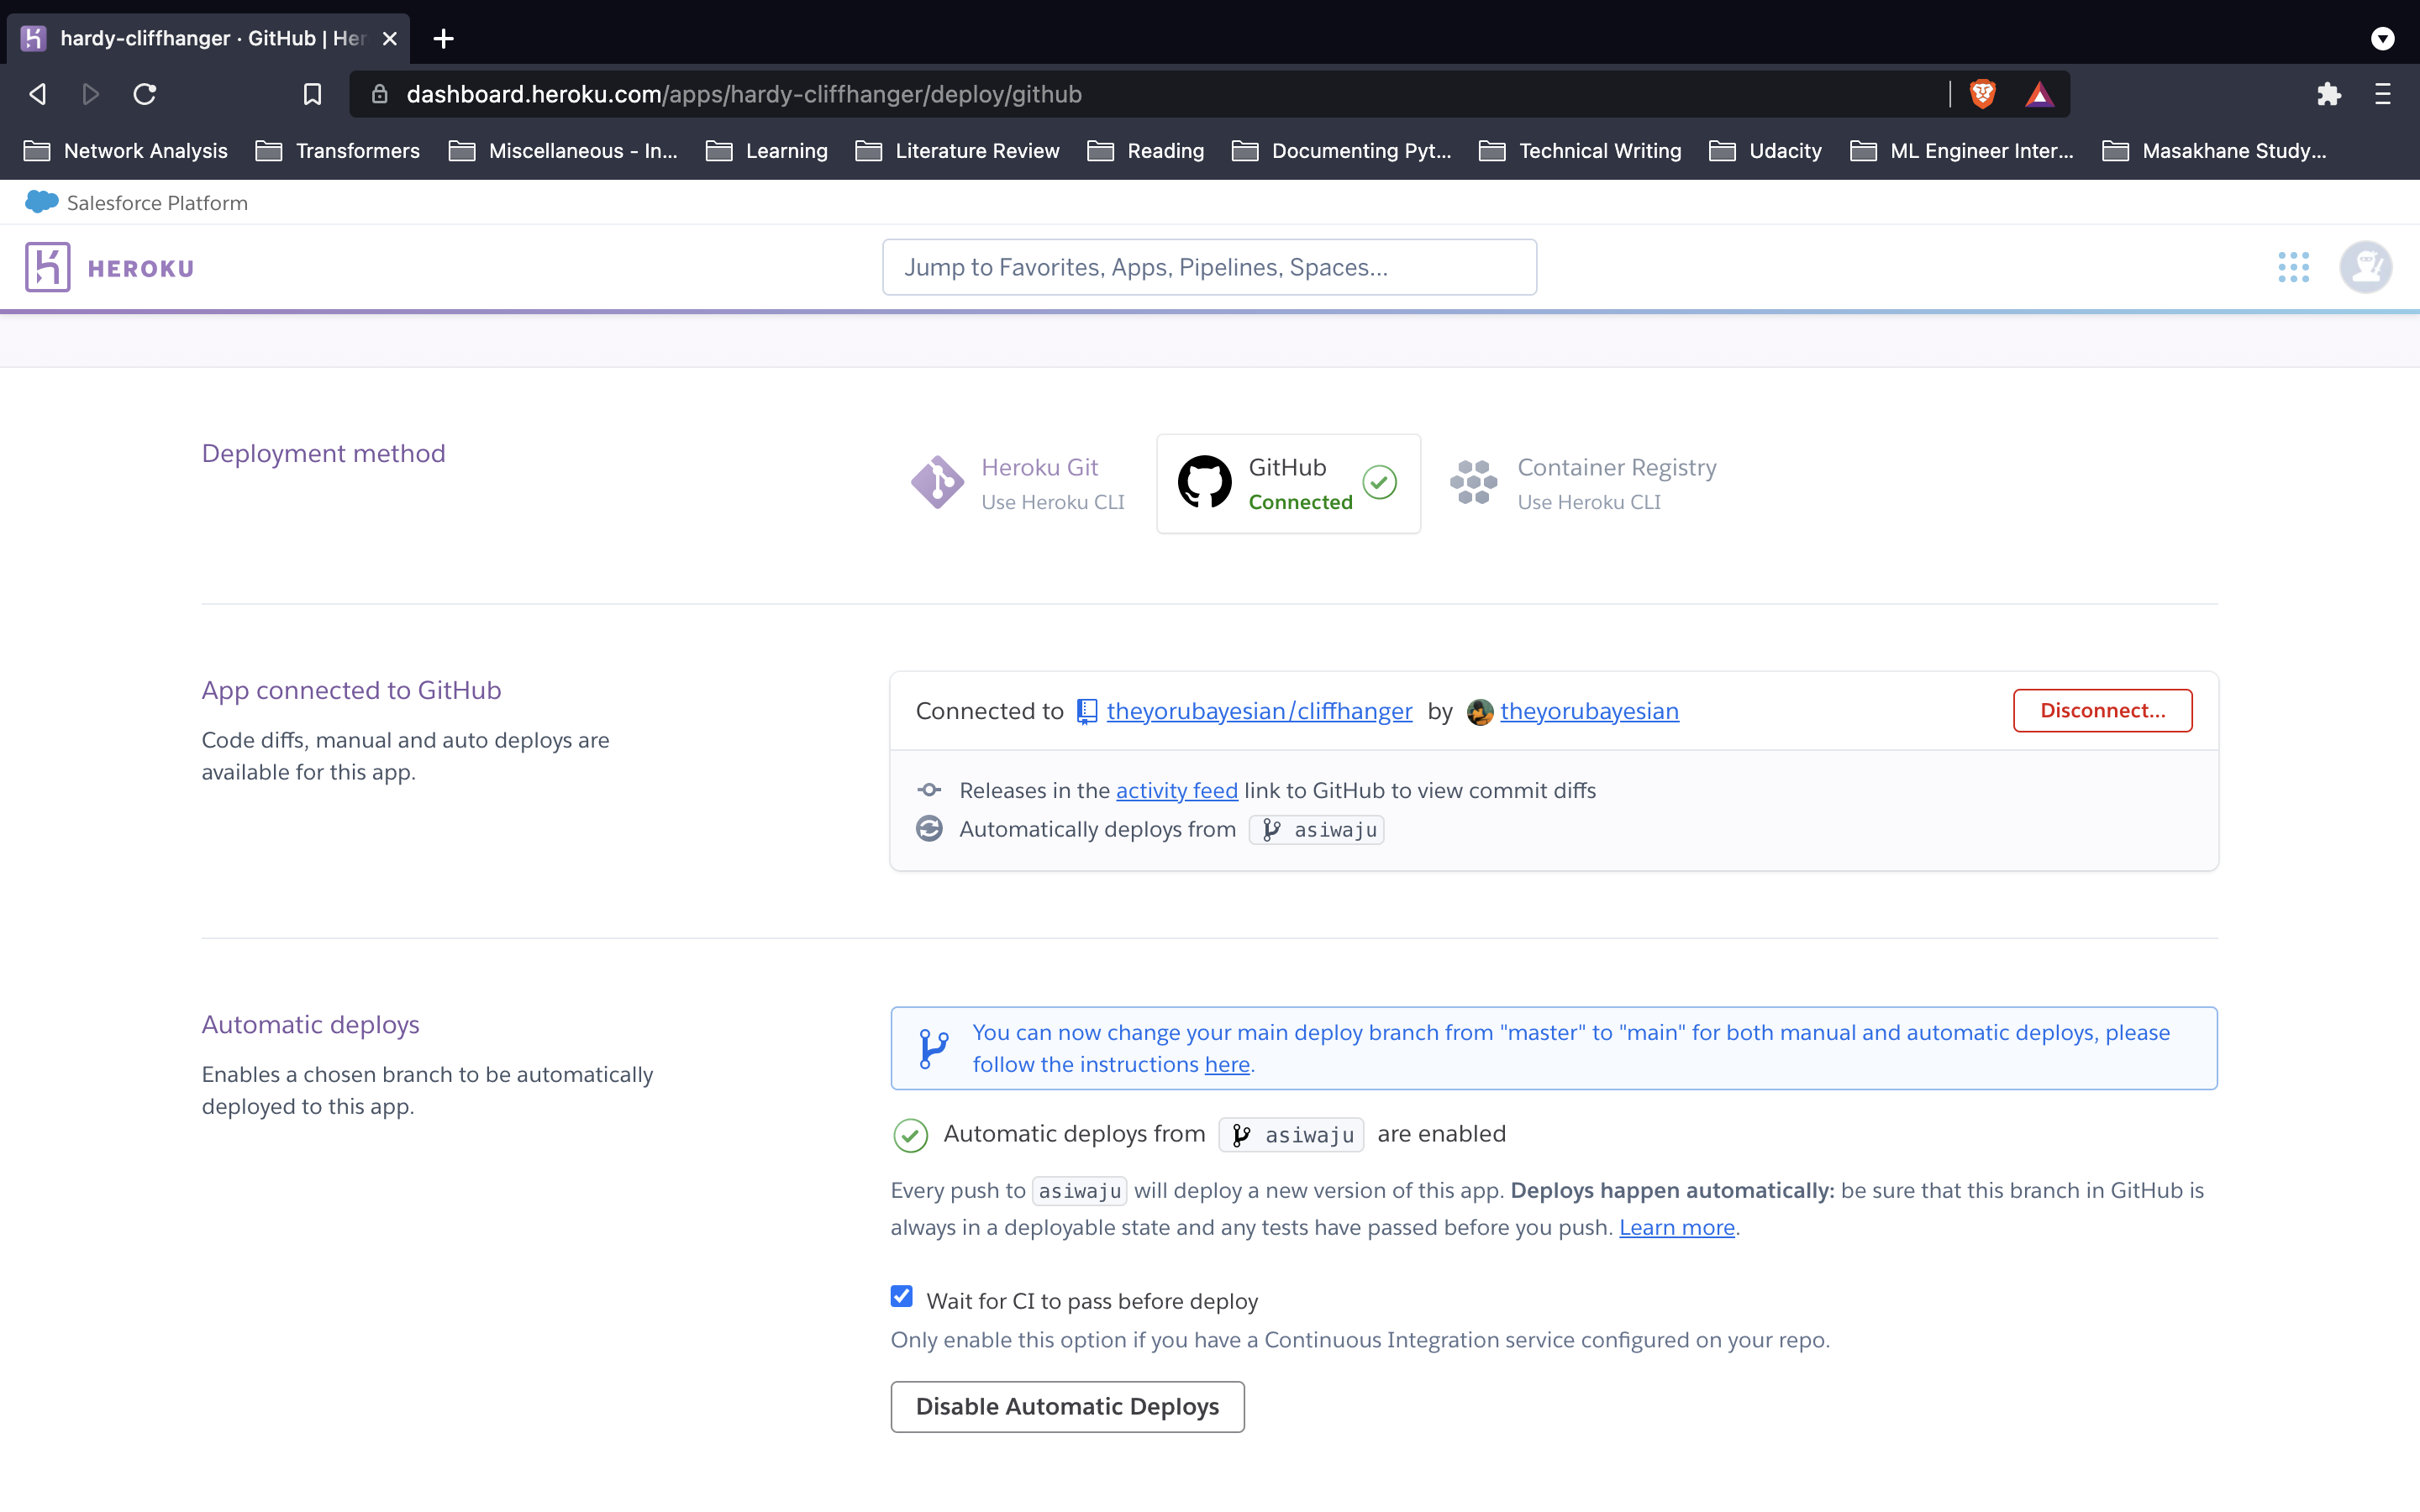 hardy-cliffhanger · GitHub | Her
dashboard.heroku.com/apps/hardy-cliffhanger/deploy/github
Network Analysis Transformers Miscellaneous - In... Learning Literature Review Reading Documenting Pyt... Technical Writing Udacity ML Engineer Inter... Masakhane Study...
Salesforce Platform
HEROKU
Jump to Favorites, Apps, Pipelines, Spaces...
Deployment method
Heroku Git
Use Heroku CLI
GitHub
Connected
Container Registry
Use Heroku CLI
App connected to GitHub
Code diffs, manual and auto deploys are
available for this app.
Connected to theyorubayesian/cliffhanger by theyorubayesian
Disconnect...
Releases in the activity feed link to GitHub to view commit diffs
Automatically deploys from asiwaju
Automatic deploys
Enables a chosen branch to be automatically
deployed to this app.
You can now change your main deploy branch from "master" to "main" for both manual and automatic deploys, please
follow the instructions here.
Automatic deploys from asiwaju are enabled
Every push to asiwaju will deploy a new version of this app. Deploys happen automatically: be sure that this branch in GitHub is
always in a deployable state and any tests have passed before you push. Learn more.
Wait for CI to pass before deploy
Only enable this option if you have a Continuous Integration service configured on your repo.
Disable Automatic Deploys